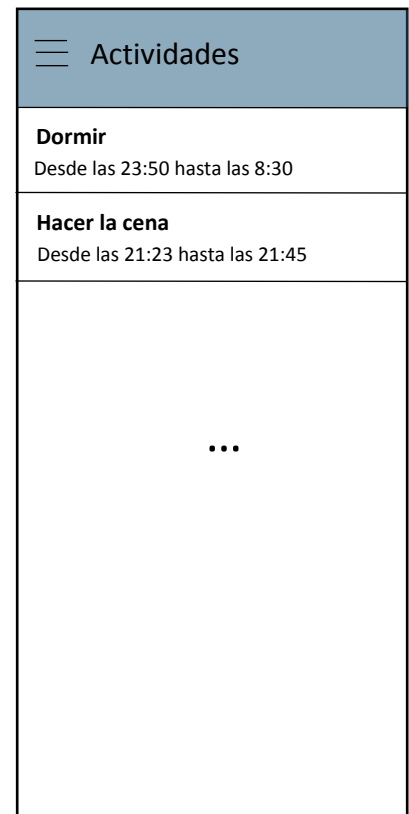 Actividades
Dormir
Desde las 23:50 hasta las 8:30
Hacer la cena
Desde las 21:23 hasta las 21:45
...